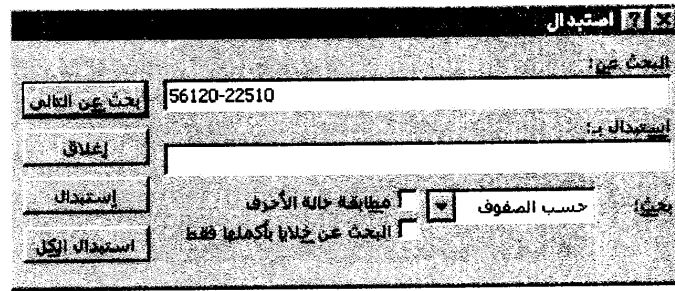 استبدال
البحث عن:
56120-22510
بحث عن التالي
استبدال بـ:
إغلاق
بحث:
حسب الصفوف
مطابقة حالة الأحرف
إستبدال
البحث عن خلايا بأكملها فقط
استبدال الكل